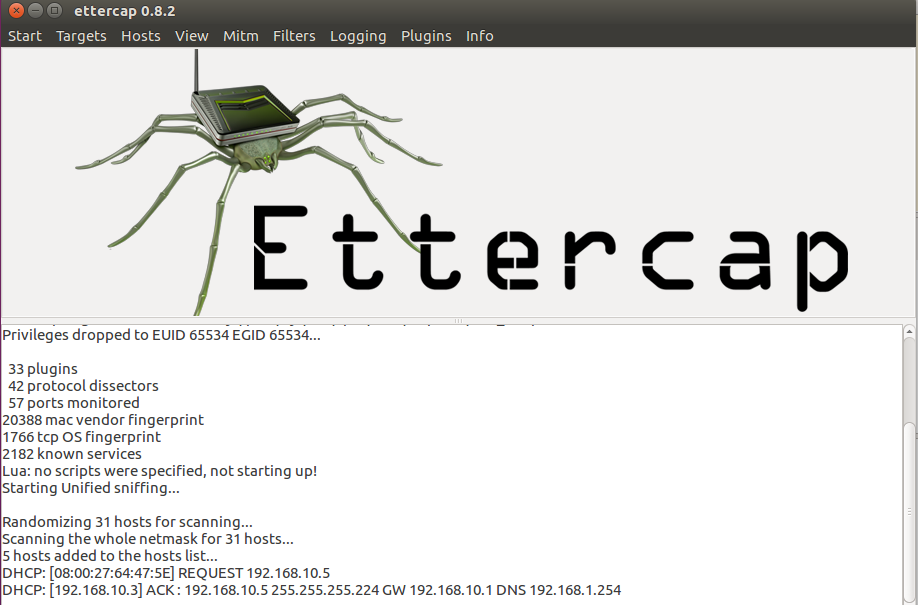 ettercap 0.8.2
Start Targets Hosts View Mitm Filters Logging Plugins Info
Ettercap
Privileges dropped to EUID 65534 EGID 65534...
33 plugins
42 protocol dissectors
57 ports monitored
20388 mac vendor fingerprint
1766 tcp OS fingerprint
2182 known services
Lua: no scripts were specified, not starting up!
Starting Unified sniffing...
Randomizing 31 hosts for scanning...
Scanning the whole netmask for 31 hosts...
5 hosts added to the hosts list...
DHCP: [08:00:27:64:47:5E] REQUEST 192.168.10.5
DHCP: [192.168.10.3] ACK : 192.168.10.5 255.255.255.224 GW 192.168.10.1 DNS 192.168.1.254